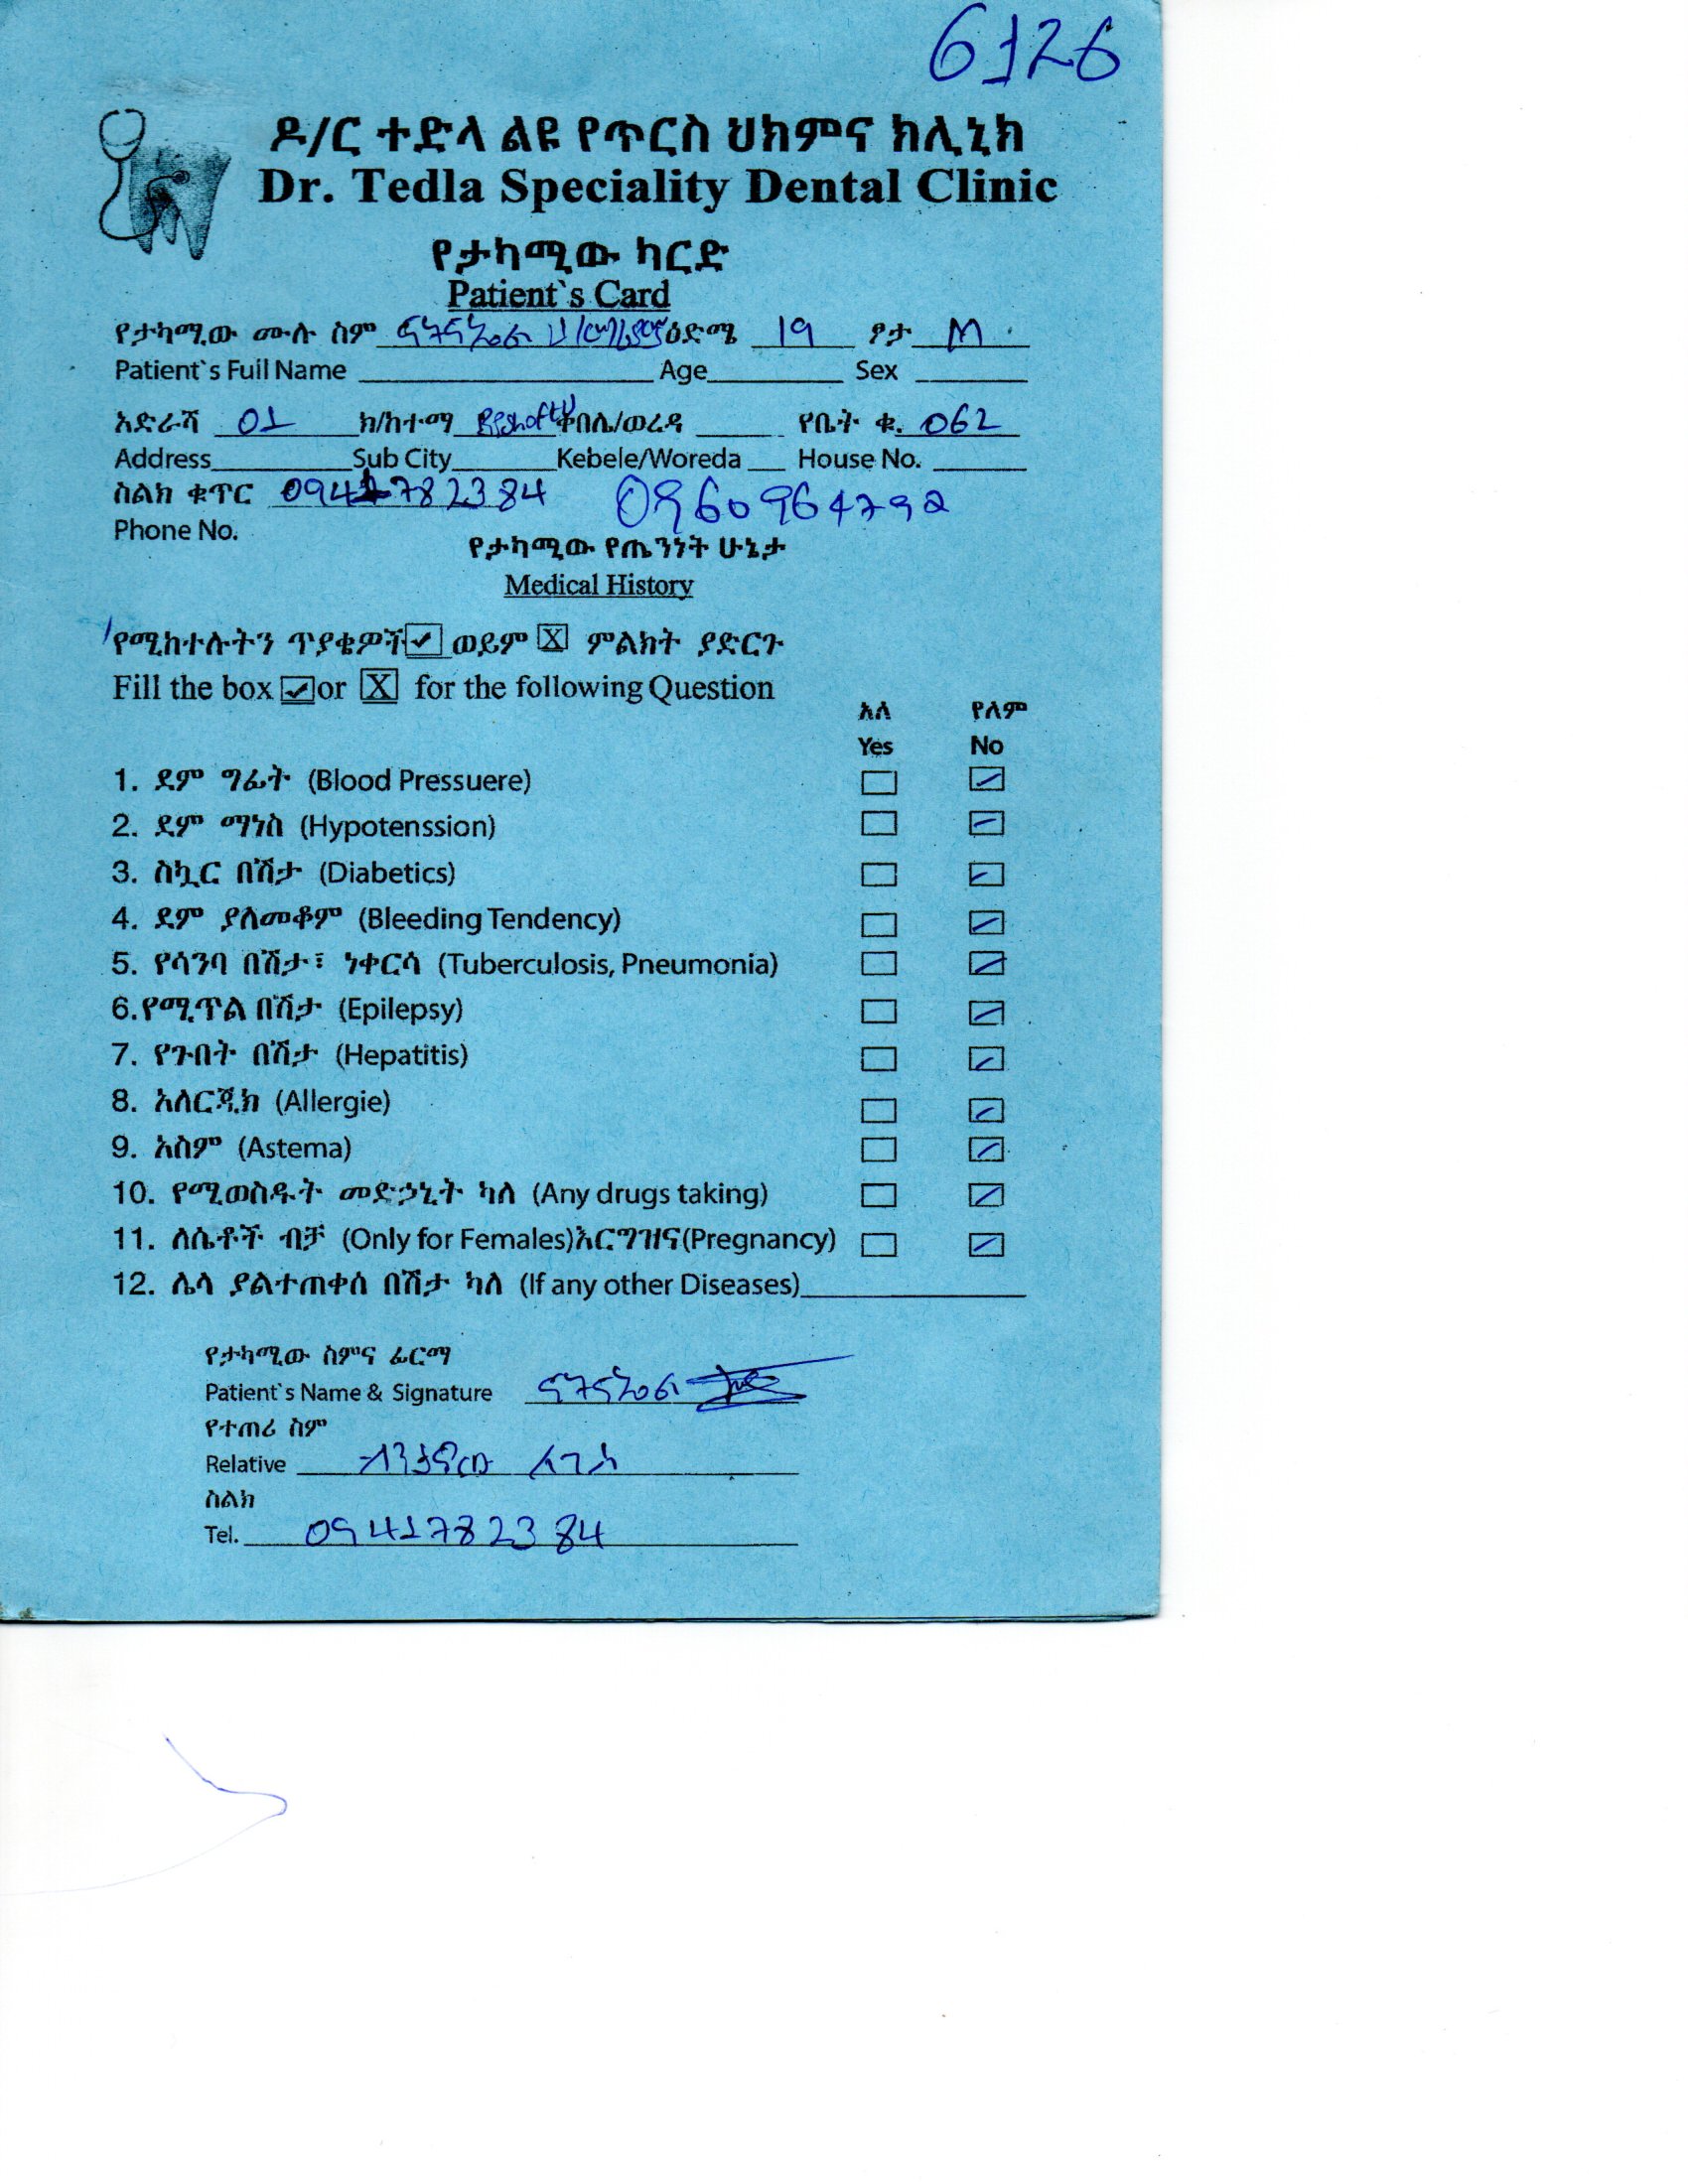 6126
ዶ/ር ተድላ ልዩ የጥርስ ህክምና ክሊኒክ
Dr. Tedla Speciality Dental Clinic
የታካሚው ካርድ
Patient`s Card
የታካሚው ሙሉ ስም ናትናኤል ዕድሜ 19 ፆታ M
Patient`s Full Name Age Sex
አድራሻ 01 ክ/ከተማ Bishoftu ቀበሌ/ወረዳ የቤት ቁ. 062
Address Sub City Kebele/Woreda House No.
ስልክ ቁጥር 0941782384 0960964792
Phone No.
የታካሚው የጤንነት ሁኔታ
Medical History
የሚከተሉትን ጥያቄዎች ☑ ወይም ☒ ምልክት ያድርጉ
Fill the box ☑ or ☒ for the following Question
አለ የለም
Yes No
1. ደም ግፊት (Blood Pressuere)
2. ደም ማነስ (Hypotenssion)
3. ስኳር በሽታ (Diabetics)
4. ደም ያለመቆም (Bleeding Tendency)
5. የሳንባ በሽታ፣ ነቀርሳ (Tuberculosis, Pneumonia)
6.የሚጥል በሽታ (Epilepsy)
7. የጉበት በሽታ (Hepatitis)
8. አለርጂክ (Allergie)
9. አስም (Astema)
10. የሚወስዱት መድኃኒት ካለ (Any drugs taking)
11. ለሴቶች ብቻ (Only for Females)እርግዝና(Pregnancy)
12. ሌላ ያልተጠቀሰ በሽታ ካለ (If any other Diseases)
የታካሚው ስምና ፊርማ
Patient`s Name & Signature ናትናኤል
የተጠሪ ስም
Relative
ስልክ
Tel. 0941782384